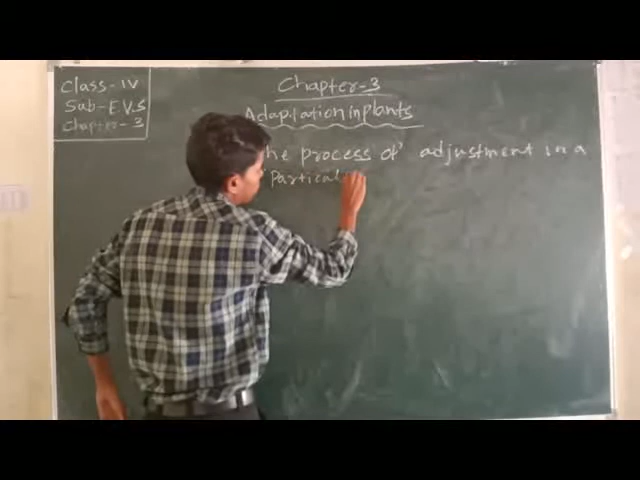 Class-IV
Sub-E.V.S
Chapter-3
Chapter-3
Adaptation in plants
he process of adjustment in a
Particul